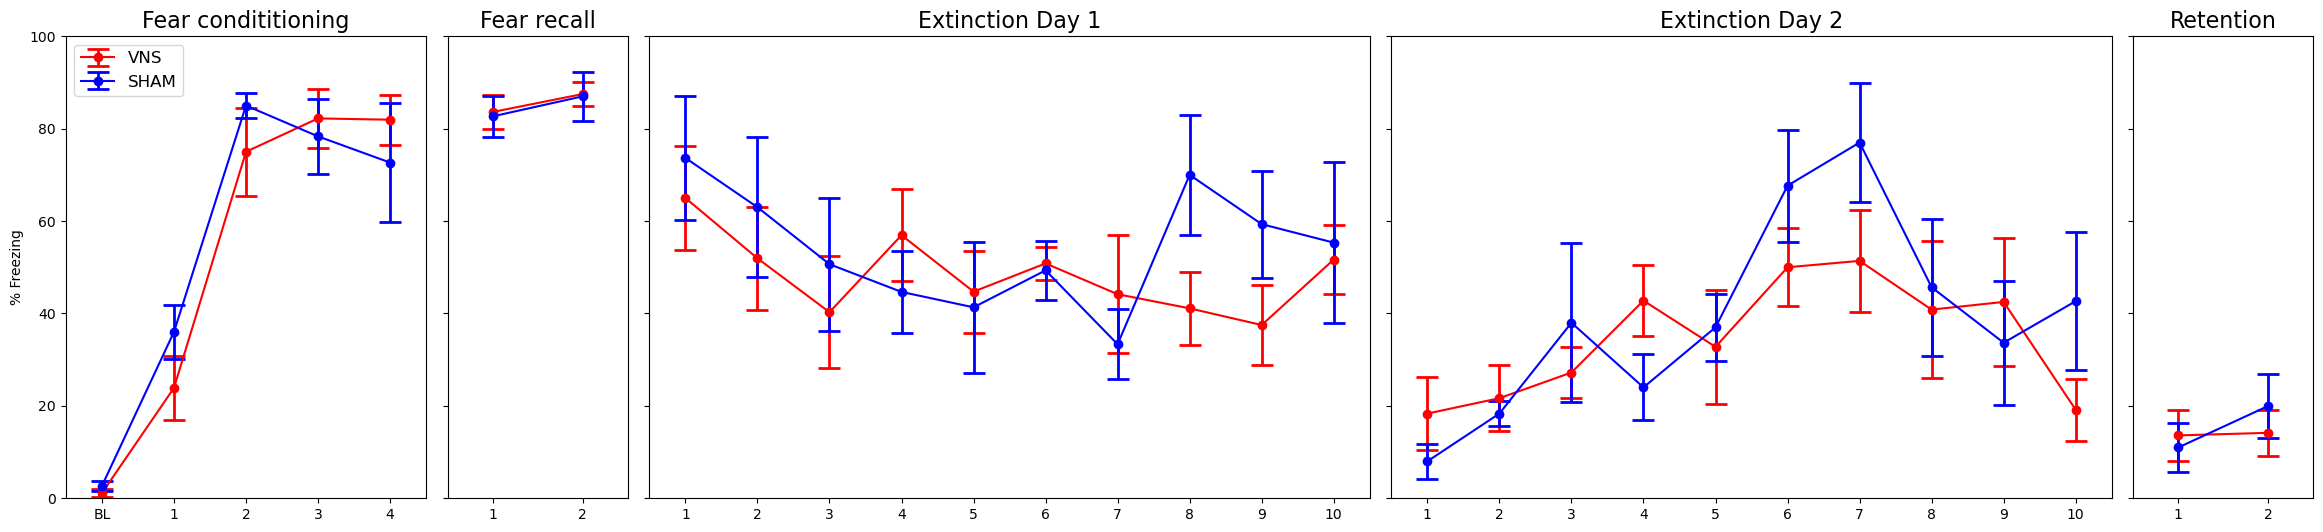 Fear condititioning
Fear recall
Extinction Day 1
Extinction Day 2
Retention
VNS
SHAM
% Freezing
100
80
60
40
20
0
BL 1 2 3 4
1 2
1 2 3 4 5 6 7 8 9 10
1 2 3 4 5 6 7 8 9 10
1 2